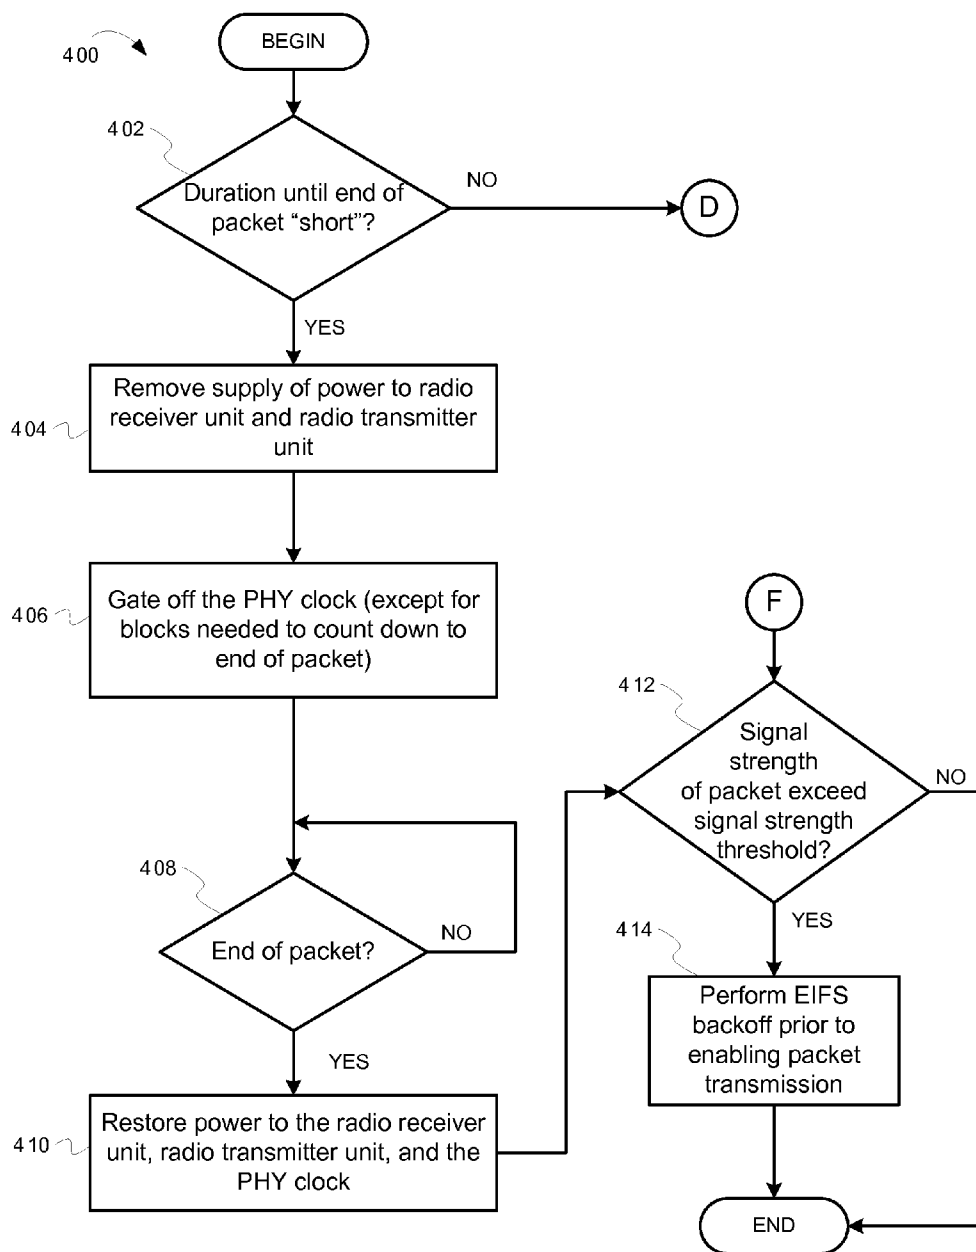 BEGIN
400
402
Duration until end of
packet “short”?
NO
D
YES
404
Remove supply of power to radio
receiver unit and radio transmitter
unit
406
Gate off the PHY clock (except for
blocks needed to count down to
end of packet)
408
End of packet?
NO
YES
410
Restore power to the radio receiver
unit, radio transmitter unit, and the
PHY clock
F
412
Signal
strength
of packet exceed
signal strength
threshold?
NO
YES
414
Perform EIFS
backoff prior to
enabling packet
transmission
END